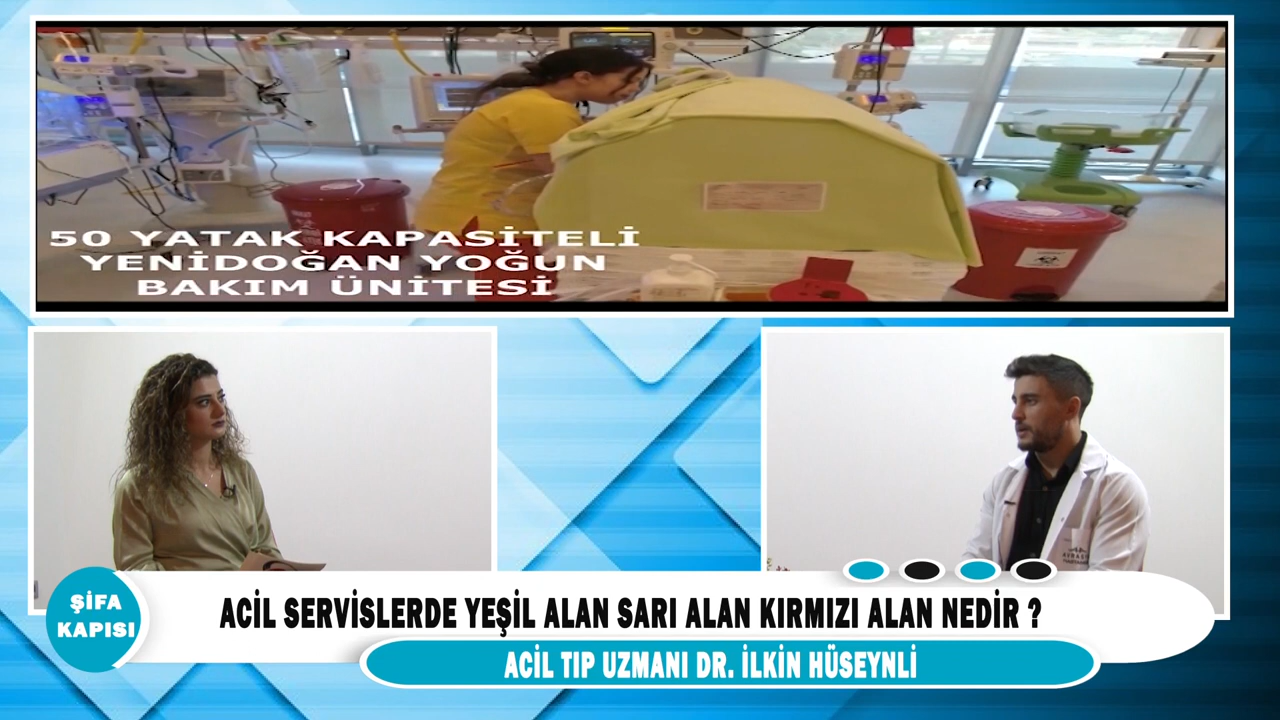 50 YATAK KAPASİTELİ
YENİDOĞAN YOĞUN
BAKIM ÜNİTESİ
ŞİFA
KAPISI
ACİL SERVİSLERDE YEŞİL ALAN SARI ALAN KIRMIZI ALAN NEDİR ?
ACİL TIP UZMANI DR. İLKİN HÜSEYNLİ